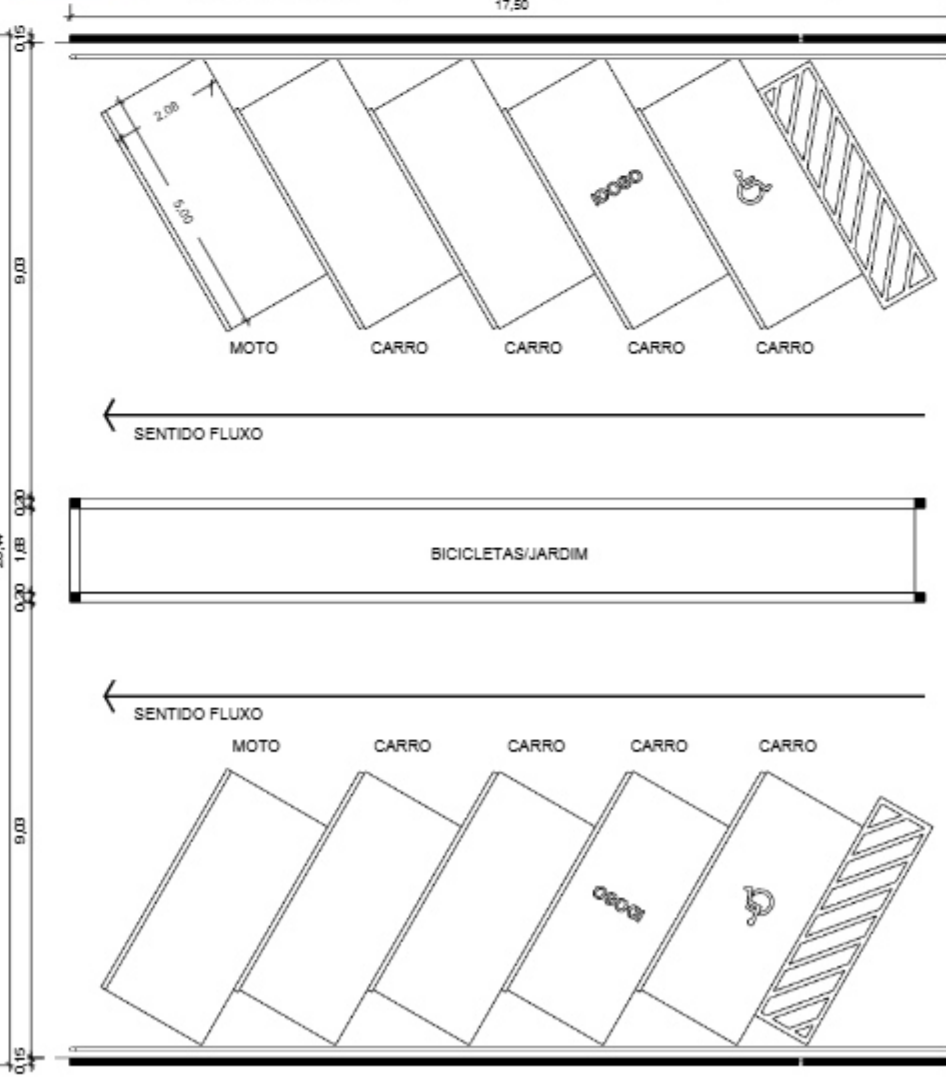 17,50
0,15
2,08
5,00
IDOSO
9,03
MOTO CARRO CARRO CARRO CARRO
SENTIDO FLUXO
0,20
1,68
BICICLETAS/JARDIM
0,20
SENTIDO FLUXO
MOTO CARRO CARRO CARRO CARRO
9,03
IDOSO
0,15